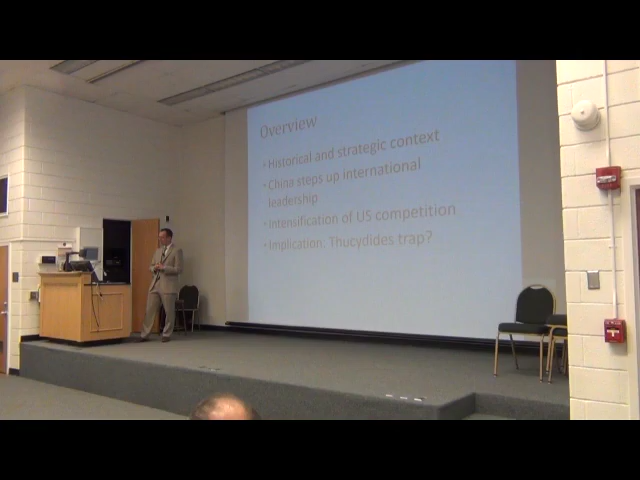 Overview
• Historical and strategic context
• China steps up international
leadership
• Intensification of US competition
• Implication: Thucydides trap?